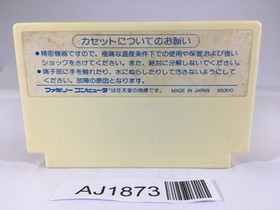 カセットについてのお願い
●精密機器ですので、極端な温度条件下での使用や保管および強い
ショックをさけてください。また、絶対に分解しないでください。
●端子部に手を触れたり、水にぬらしたりして汚さないようにして
ください。故障の原因となります。
ファミリーコンピュータは任天堂の商標です。 MADE IN JAPAN
AJ1873